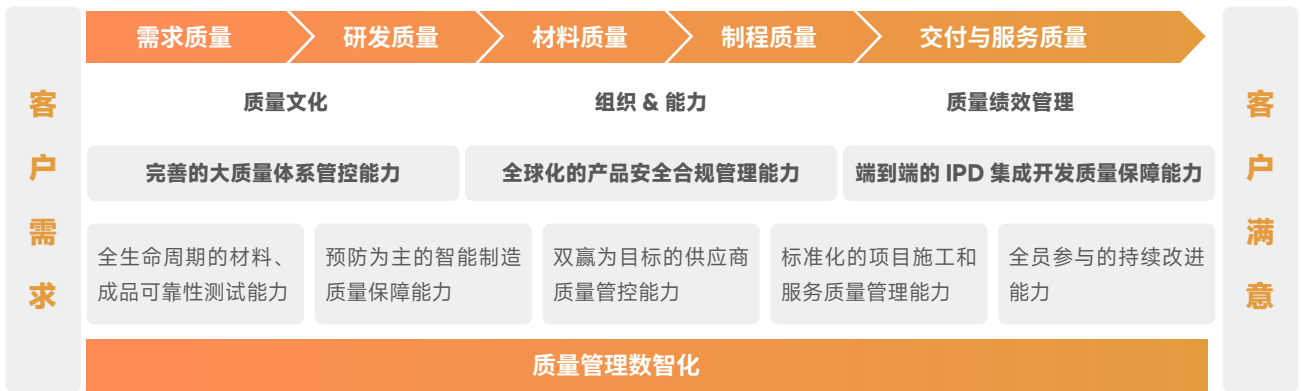 客户需求
需求质量
研发质量
材料质量
制程质量
交付与服务质量
质量文化
组织 & 能力
质量绩效管理
完善的大质量体系管控能力
全球化的产品安全合规管理能力
端到端的 IPD 集成开发质量保障能力
全生命周期的材料、
成品可靠性测试能力
预防为主的智能制造
质量保障能力
双赢为目标的供应商
质量管控能力
标准化的项目施工和
服务质量管理能力
全员参与的持续改进
能力
质量管理数智化
客户满意